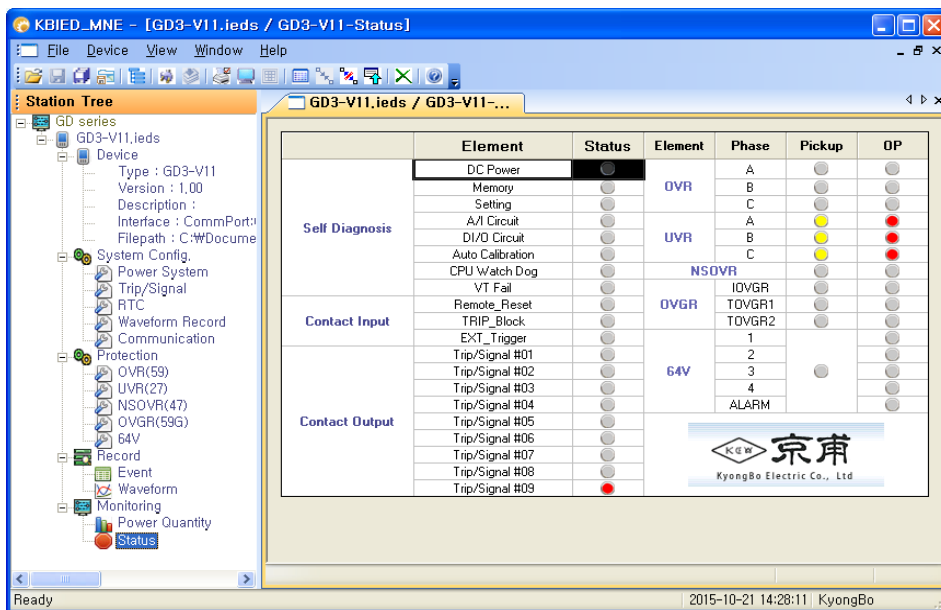 KBIED_MNE - [GD3-V11.ieds / GD3-V11-Status]
File Device View Window Help
Station Tree
GD3-V11.ieds / GD3-V11-...
GD series
GD3-V11.ieds
Device
Type : GD3-V11
Version : 1.00
Description :
Interface : CommPort:
Filepath : C:₩Docume
System Config.
Power System
Trip/Signal
RTC
Waveform Record
Communication
Protection
OVR(59)
UVR(27)
NSOVR(47)
OVGR(59G)
64V
Record
Event
Waveform
Monitoring
Power Quantity
Status
Element Status Element Phase Pickup OP
Self Diagnosis
DC Power
Memory
Setting
A/I Circuit
DI/O Circuit
Auto Calibration
CPU Watch Dog
VT Fail
Contact Input
Remote_Reset
TRIP_Block
EXT_Trigger
Contact Output
Trip/Signal #01
Trip/Signal #02
Trip/Signal #03
Trip/Signal #04
Trip/Signal #05
Trip/Signal #06
Trip/Signal #07
Trip/Signal #08
Trip/Signal #09
OVR
A
B
C
UVR
A
B
C
NSOVR
OVGR
IOVGR
TOVGR1
TOVGR2
64V
1
2
3
4
ALARM
KEW 京甫
KyongBo Electric Co., Ltd
Ready 2015-10-21 14:28:11 KyongBo